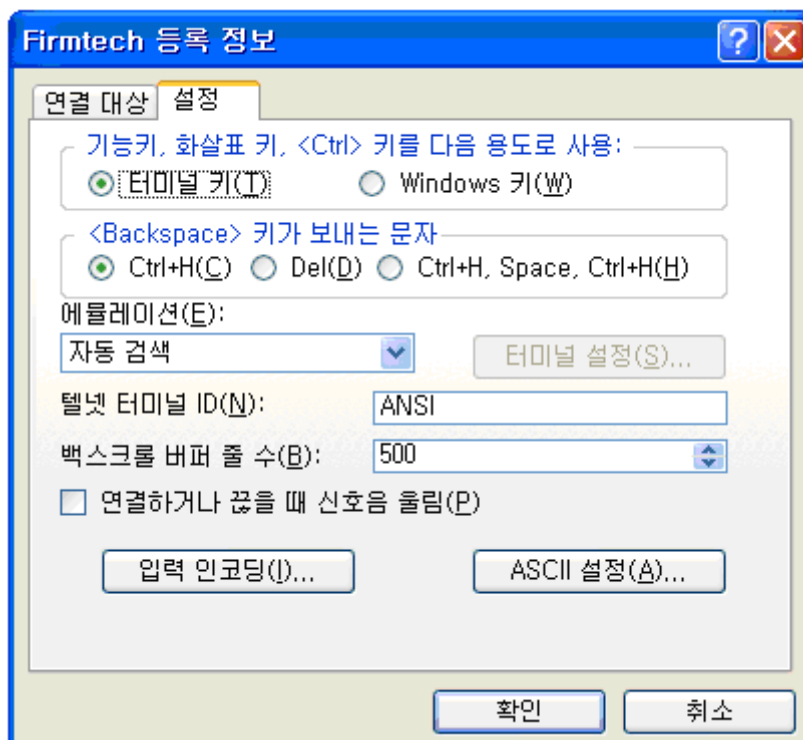 Firmtech 등록 정보
연결 대상 설정
기능키, 화살표 키, <Ctrl> 키를 다음 용도로 사용:
터미널 키(T) Windows 키(W)
<Backspace> 키가 보내는 문자
Ctrl+H(C) Del(D) Ctrl+H, Space, Ctrl+H(H)
에뮬레이션(E):
자동 검색 터미널 설정(S)...
텔넷 터미널 ID(N): ANSI
백스크롤 버퍼 줄 수(B): 500
연결하거나 끊을 때 신호음 울림(P)
입력 인코딩(I)... ASCII 설정(A)...
확인 취소